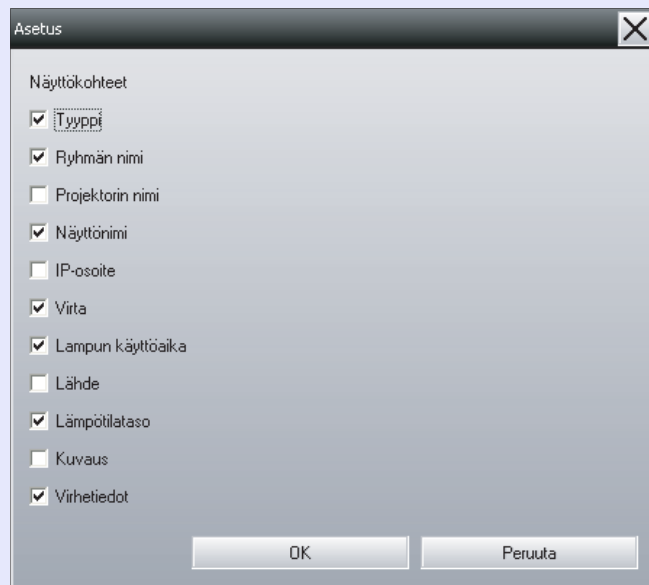 Asetus
Näyttökohteet
Tyyppi
Ryhmän nimi
Projektorin nimi
Näyttönimi
IP-osoite
Virta
Lampun käyttöaika
Lähde
Lämpötilataso
Kuvaus
Virhetiedot
OK Peruuta